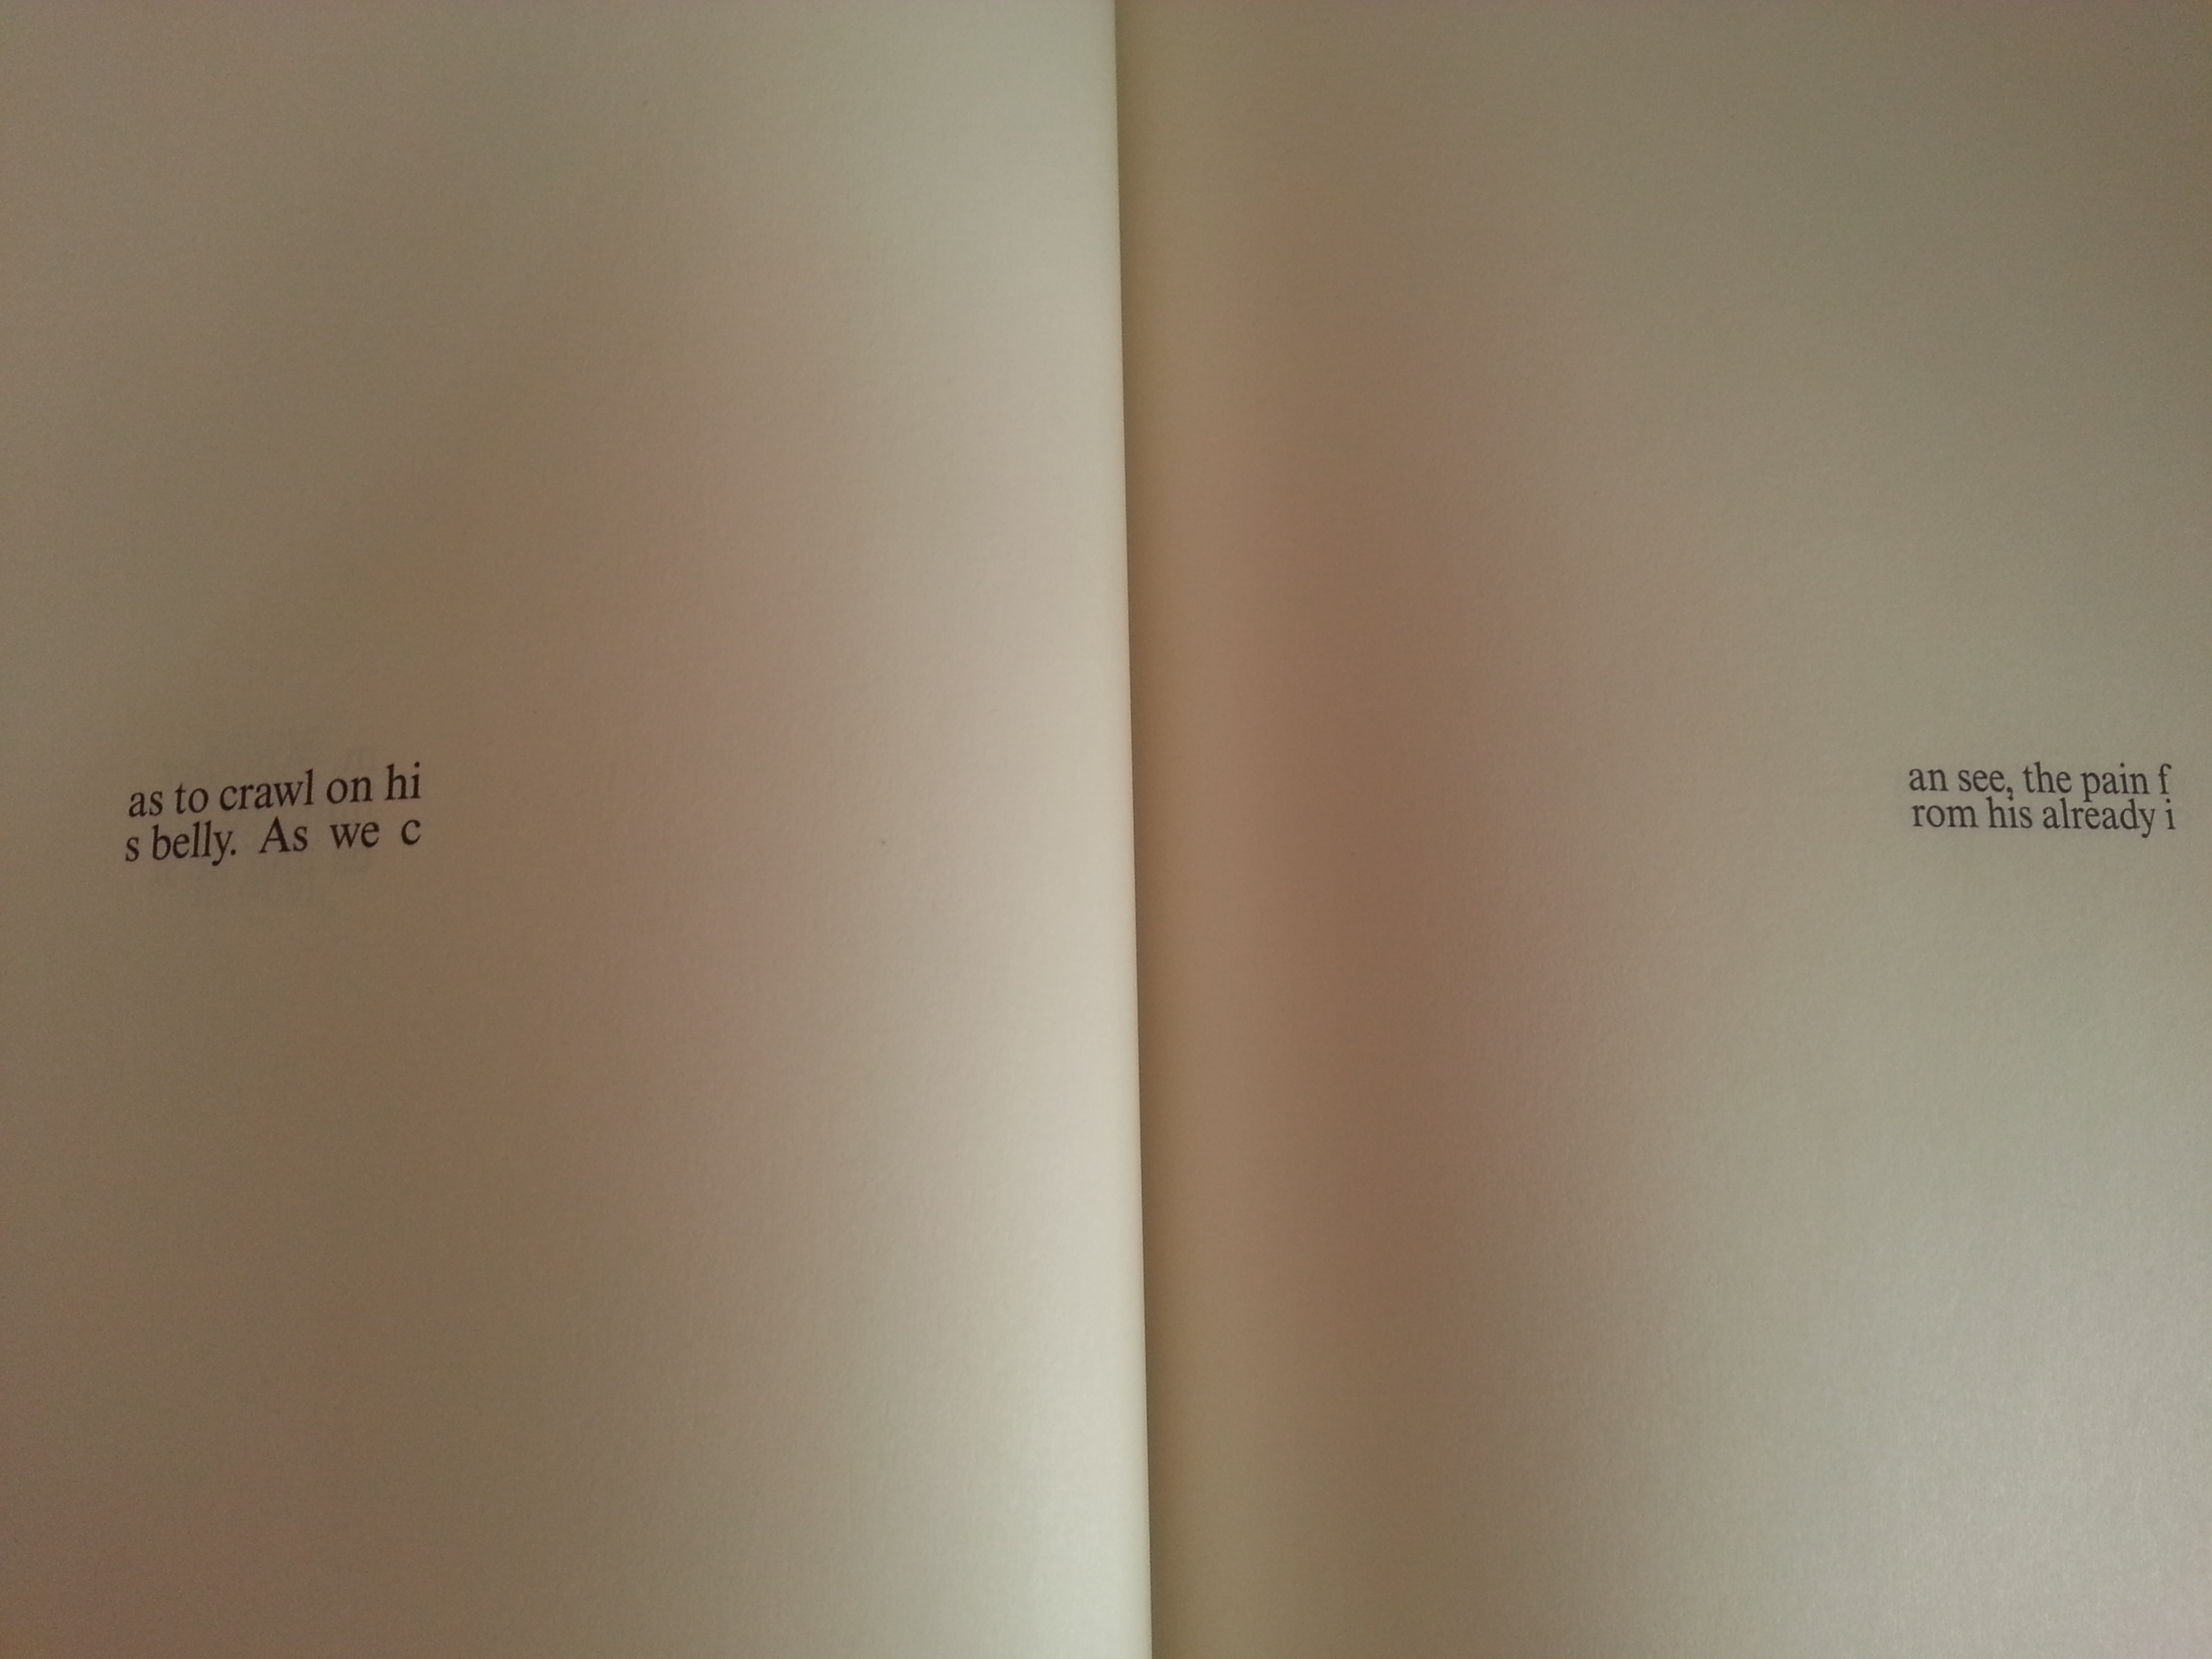 as to crawl on hi
s belly. As we c
an see, the pain f
rom his already i